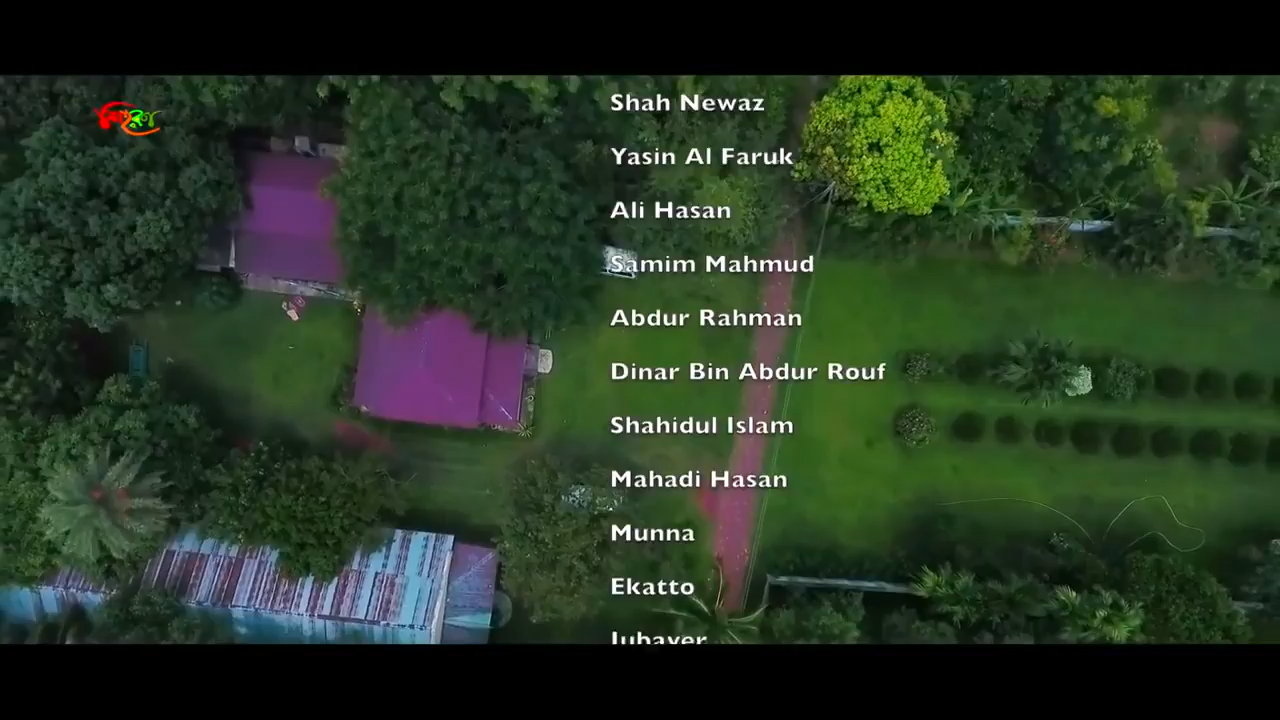 Shah Newaz
Yasin Al Faruk
Ali Hasan
Samim Mahmud
Abdur Rahman
Dinar Bin Abdur Rouf
Shahidul Islam
Mahadi Hasan
Munna
Ekatto
Jubayer